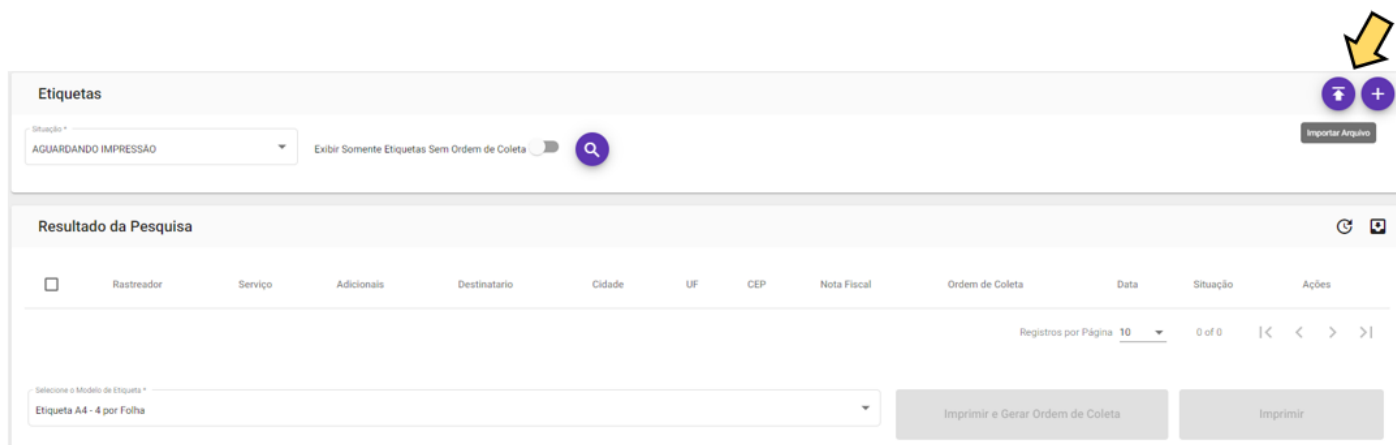 Etiquetas
Importar Arquivo
Situação *
AGUARDANDO IMPRESSÃO
Exibir Somente Etiquetas Sem Ordem de Coleta
Resultado da Pesquisa
Rastreador Serviço Adicionais Destinatario Cidade UF CEP Nota Fiscal Ordem de Coleta Data Situação Ações
Registros por Página 10 0 of 0
Selecione o Modelo de Etiqueta *
Etiqueta A4 - 4 por Folha
Imprimir e Gerar Ordem de Coleta
Imprimir